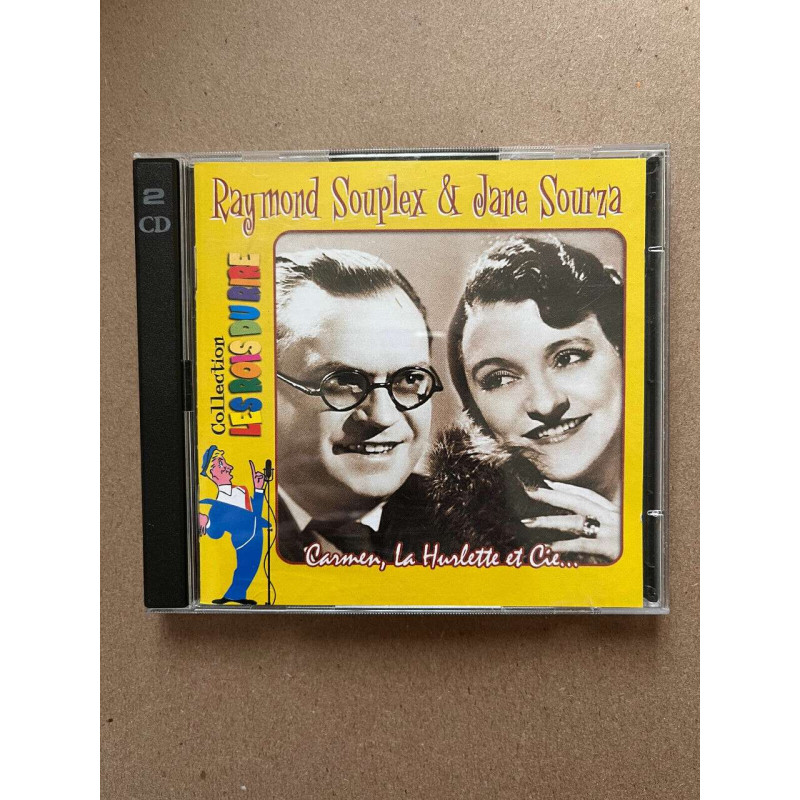 2
CD
Raymond Souplex & Jane Sourza
Collection
LES ROIS DU RIRE
Carmen, La Hurlette et Cie...